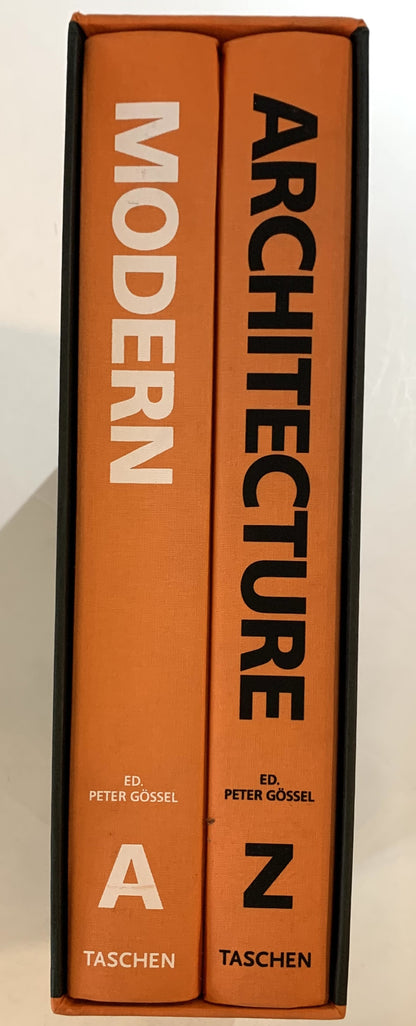 MODERN
ED.
PETER GÖSSEL
A
TASCHEN
ARCHITECTURE
ED.
PETER GÖSSEL
Z
TASCHEN